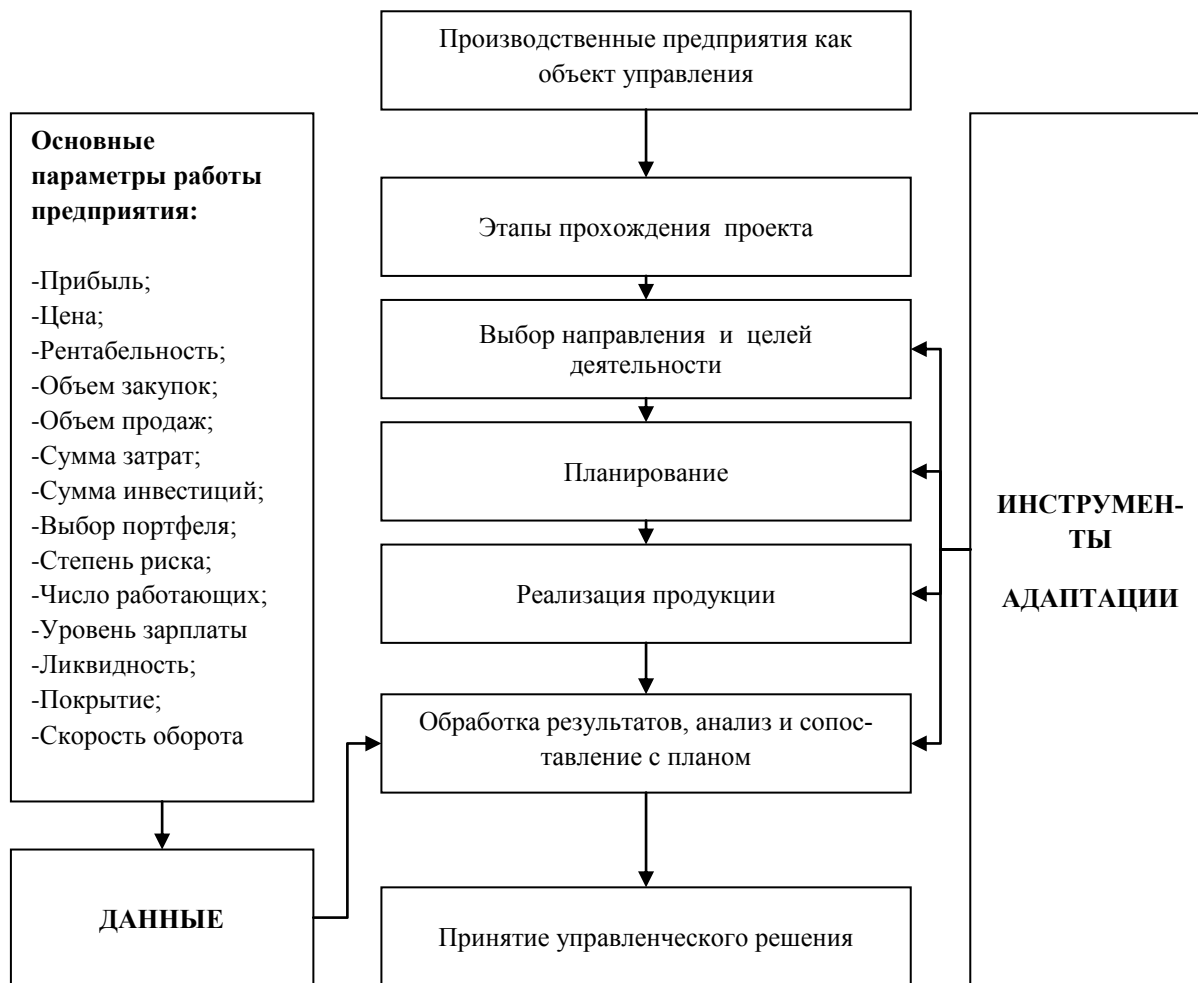 Производственные предприятия как
объект управления
Основные
параметры работы
предприятия:
-Прибыль;
-Цена;
-Рентабельность;
-Объем закупок;
-Объем продаж;
-Сумма затрат;
-Сумма инвестиций;
-Выбор портфеля;
-Степень риска;
-Число работающих;
-Уровень зарплаты
-Ликвидность;
-Покрытие;
-Скорость оборота
ДАННЫЕ
Этапы прохождения проекта
Выбор направления и целей
деятельности
Планирование
Реализация продукции
Обработка результатов, анализ и сопос-
тавление с планом
Принятие управленческого решения
ИНСТРУМЕН-
ТЫ
АДАПТАЦИИ